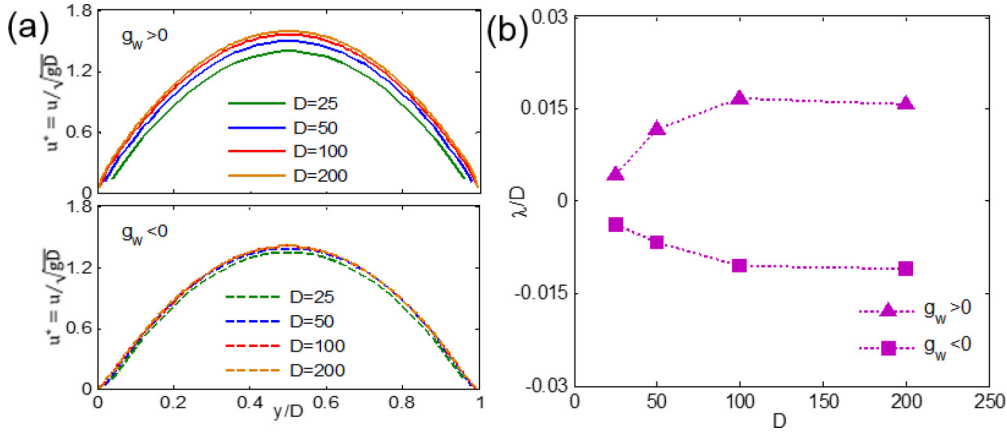 (a)
g_w>0
u* = u/√gD
1.8
1.2
0.6
0
D=25
D=50
D=100
D=200
g_w<0
u* = u/√gD
1.8
1.2
0.6
0
D=25
D=50
D=100
D=200
0 0.2 0.4 0.6 0.8 1
y/D
(b)
λ/D
0.03
0.015
0
-0.015
-0.03
g_w>0
g_w<0
0 50 100 150 200 250
D